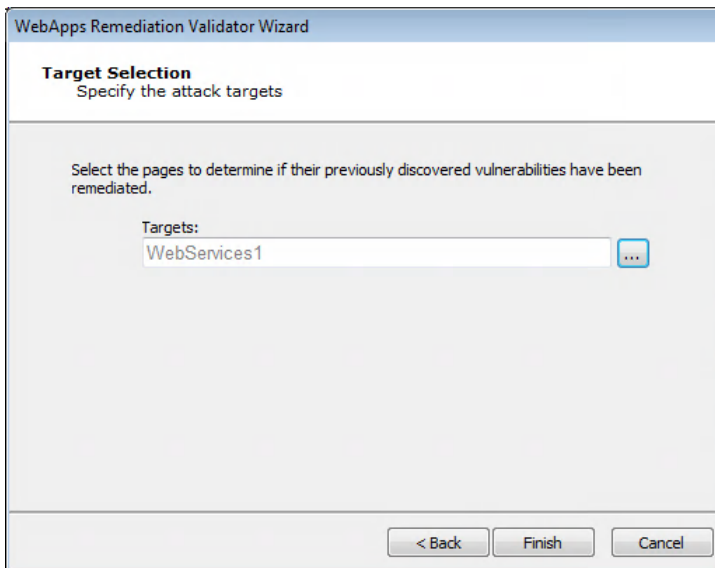 WebApps Remediation Validator Wizard
Target Selection
Specify the attack targets
Select the pages to determine if their previously discovered vulnerabilities have been
remediated.
Targets:
WebServices1
...
< Back
Finish
Cancel